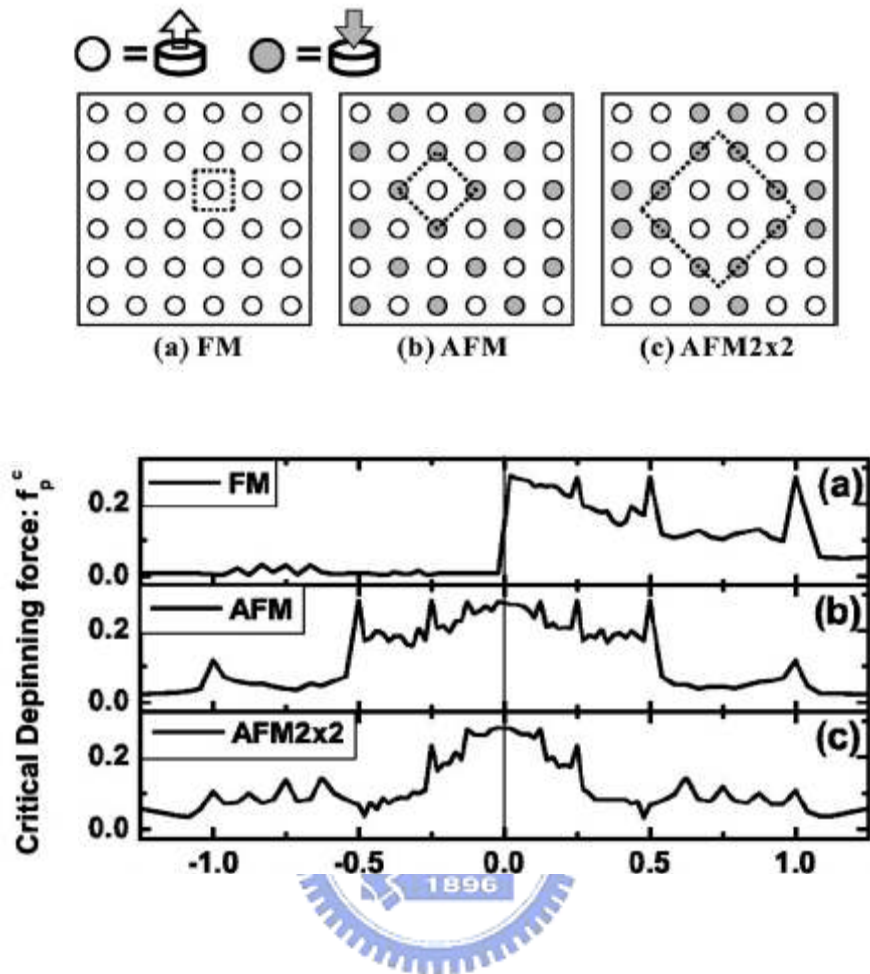 = =
(a) FM (b) AFM (c) AFM2x2
Critical Depinning force: f_p^c
FM (a)
0.2
0.0
AFM (b)
0.2
0.0
AFM2x2 (c)
0.2
0.0
-1.0 -0.5 0.0 0.5 1.0
1896